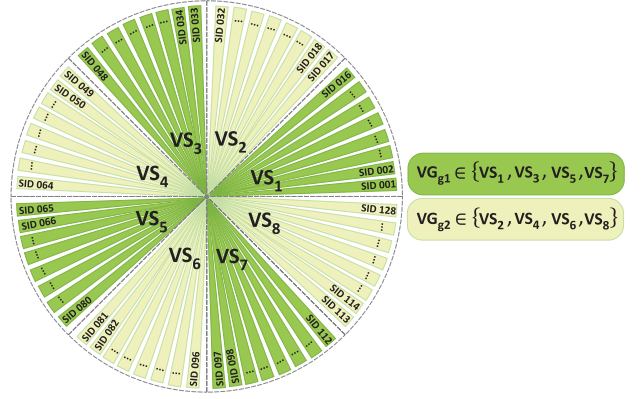 SID 001
SID 002
...
...
...
...
SID 016
VS1
SID 017
SID 018
...
...
...
...
SID 032
VS2
SID 033
SID 034
...
...
...
...
SID 048
VS3
SID 049
SID 050
...
...
...
...
SID 064
VS4
SID 065
SID 066
...
...
...
...
SID 080
VS5
SID 081
SID 082
...
...
...
...
SID 096
VS6
SID 097
SID 098
...
...
...
...
SID 112
VS7
SID 113
SID 114
...
...
...
...
SID 128
VS8
VGg1 ∈ {VS1 , VS3 , VS5 , VS7}
VGg2 ∈ {VS2 , VS4 , VS6 , VS8}